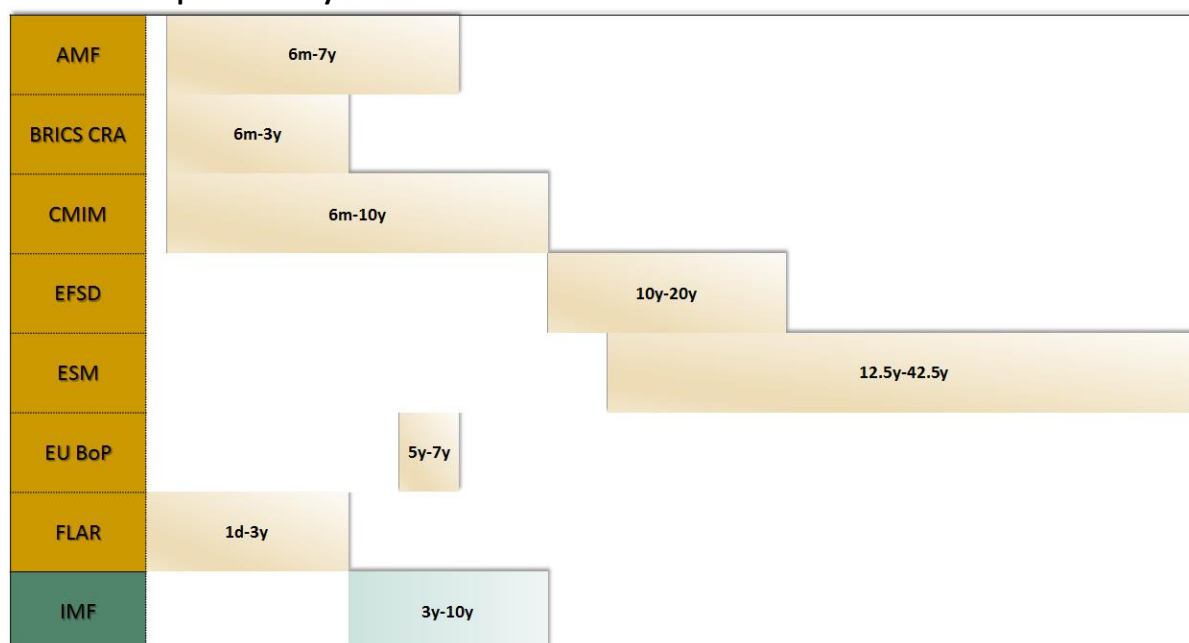 AMF
6m-7y
BRICS CRA
6m-3y
CMIM
6m-10y
EFSD
10y-20y
ESM
12.5y-42.5y
EU BoP
5y-7y
FLAR
1d-3y
IMF
3y-10y